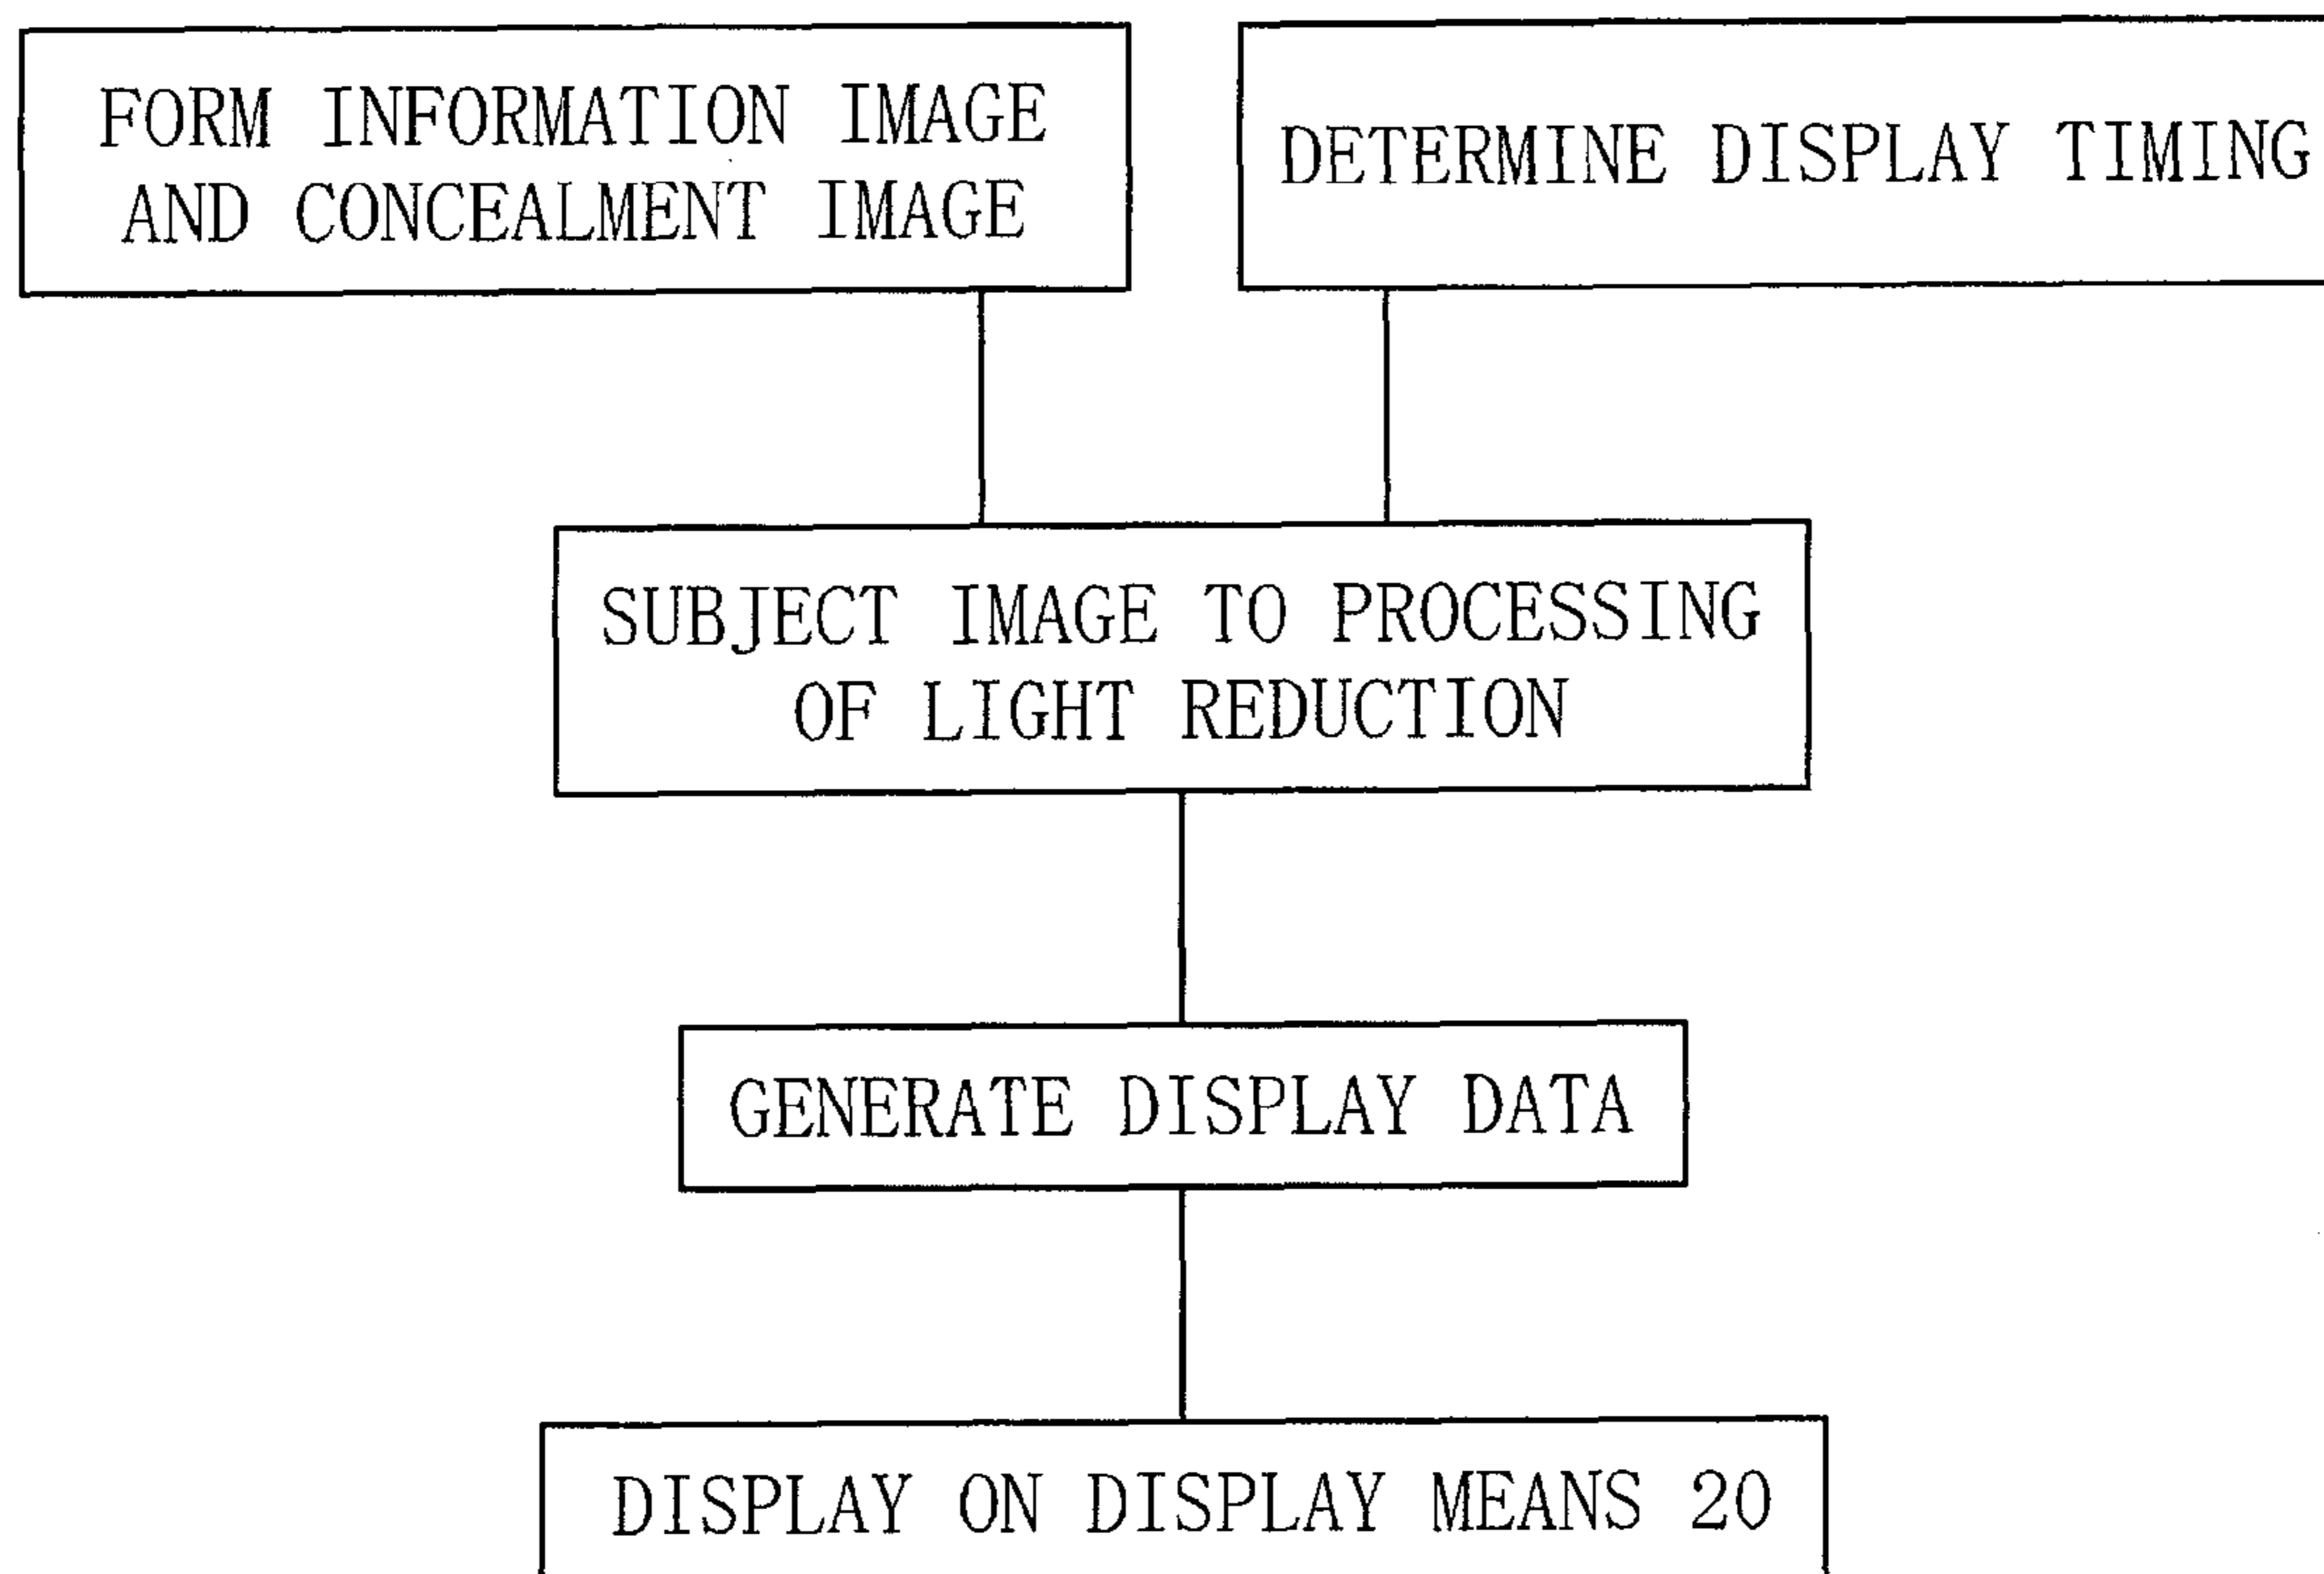 FORM INFORMATION IMAGE
AND CONCEALMENT IMAGE
DETERMINE DISPLAY TIMING
SUBJECT IMAGE TO PROCESSING
OF LIGHT REDUCTION
GENERATE DISPLAY DATA
DISPLAY ON DISPLAY MEANS 20